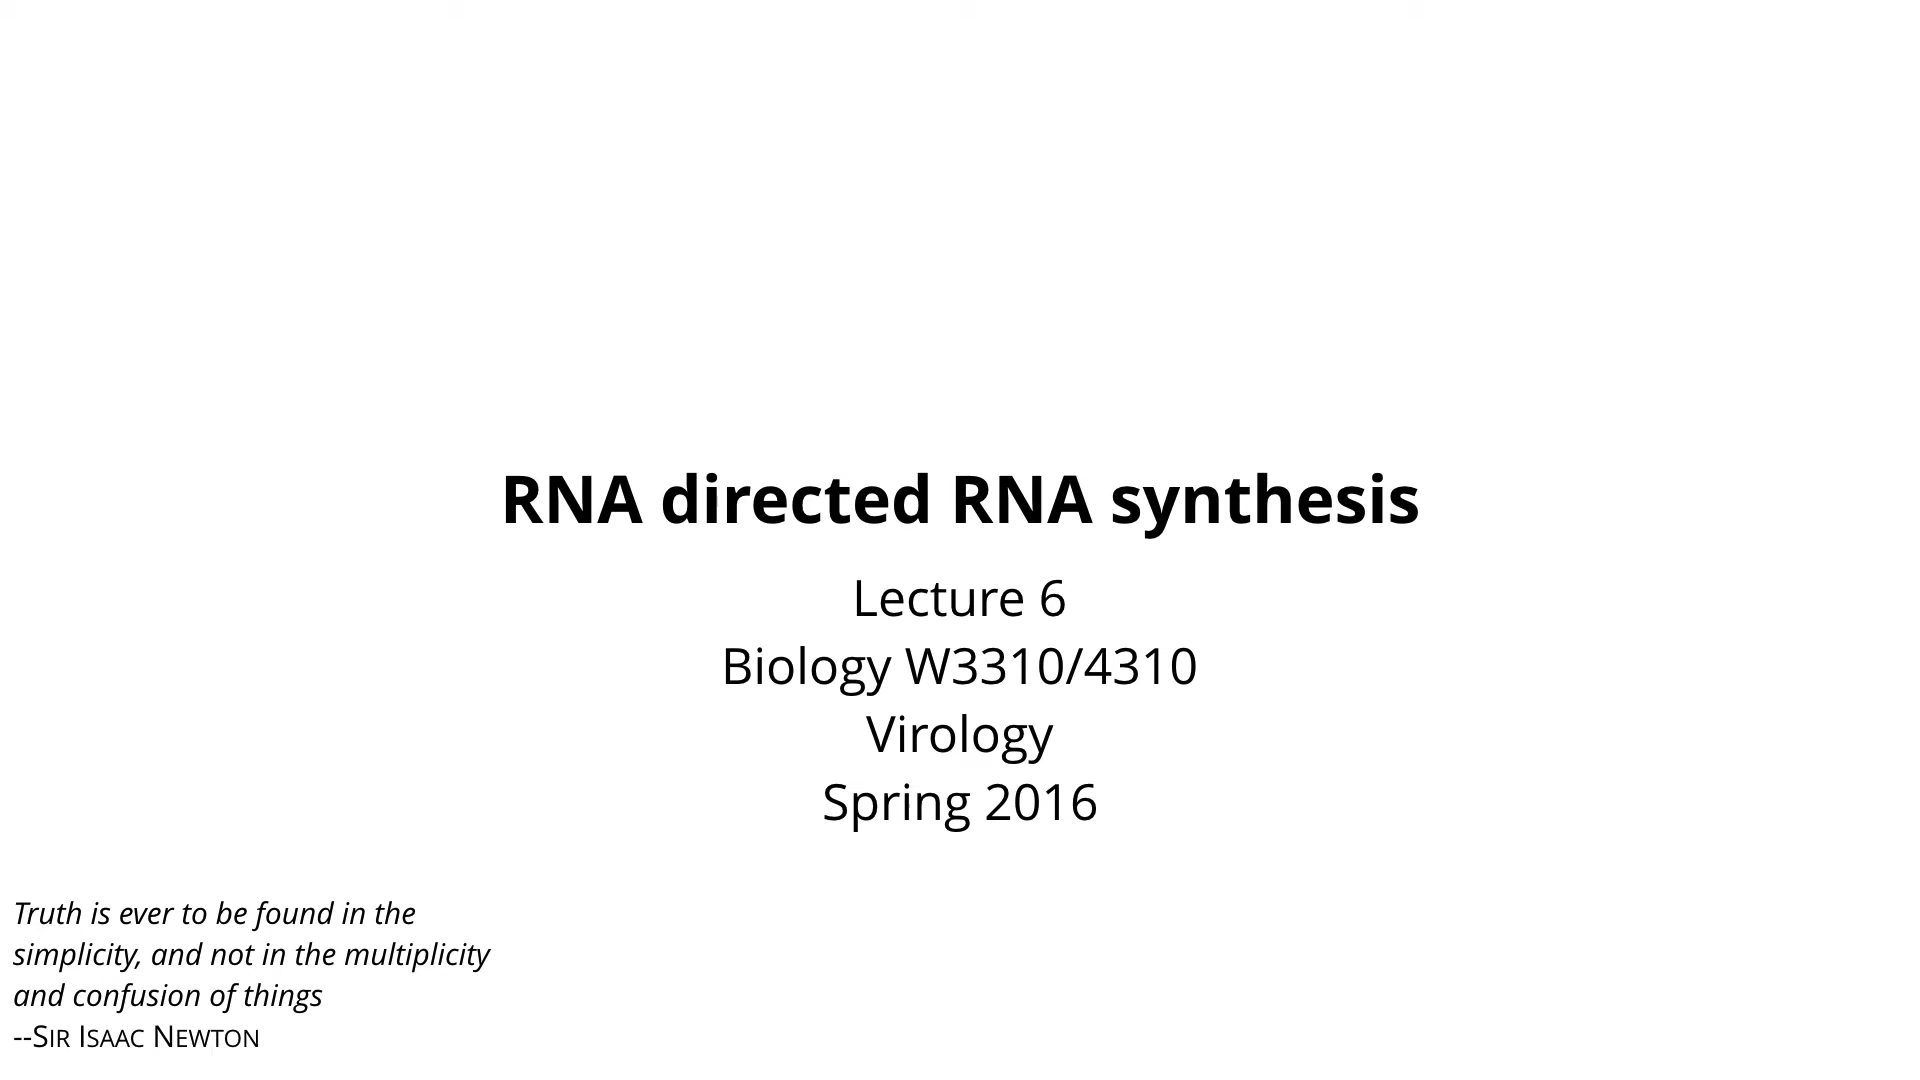 RNA directed RNA synthesis
Lecture 6
Biology W3310/4310
Virology
Spring 2016
Truth is ever to be found in the
simplicity, and not in the multiplicity
and confusion of things
--SIR ISAAC NEWTON